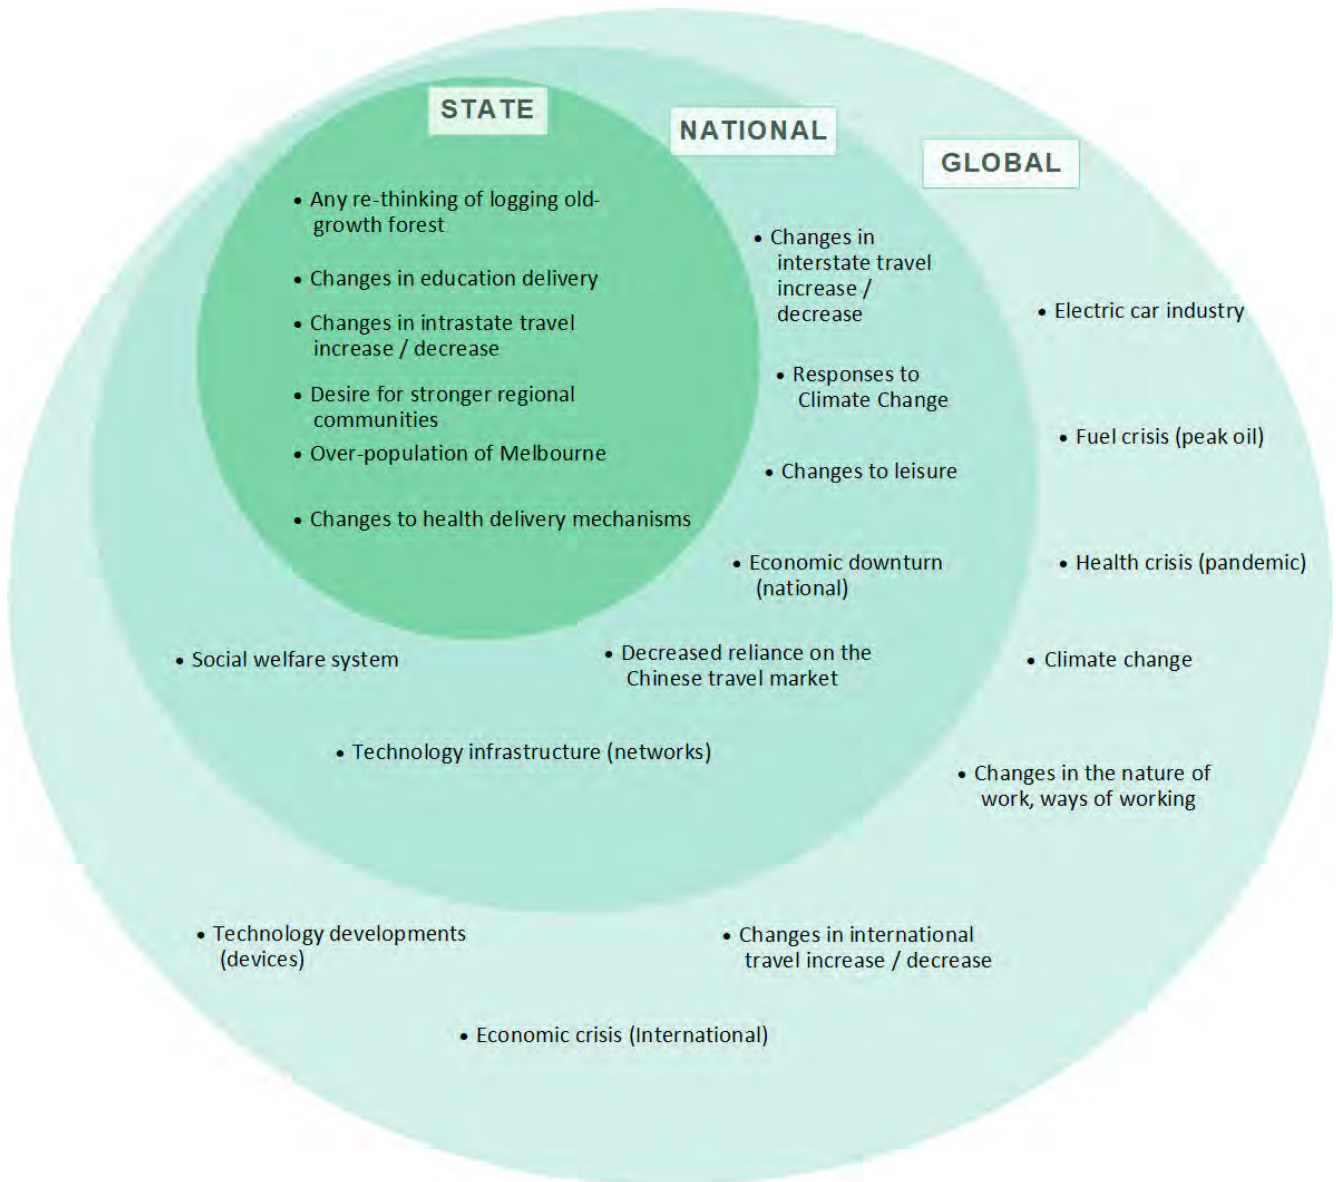 STATE
• Any re-thinking of logging old-
growth forest
• Changes in education delivery
• Changes in intrastate travel
increase / decrease
• Desire for stronger regional
communities
• Over-population of Melbourne
• Changes to health delivery mechanisms
NATIONAL
• Changes in
interstate travel
increase /
decrease
• Responses to
Climate Change
• Changes to leisure
• Economic downturn
(national)
• Decreased reliance on the
Chinese travel market
• Social welfare system
• Technology infrastructure (networks)
GLOBAL
• Electric car industry
• Fuel crisis (peak oil)
• Health crisis (pandemic)
• Climate change
• Changes in the nature of
work, ways of working
• Changes in international
travel increase / decrease
• Technology developments
(devices)
• Economic crisis (International)